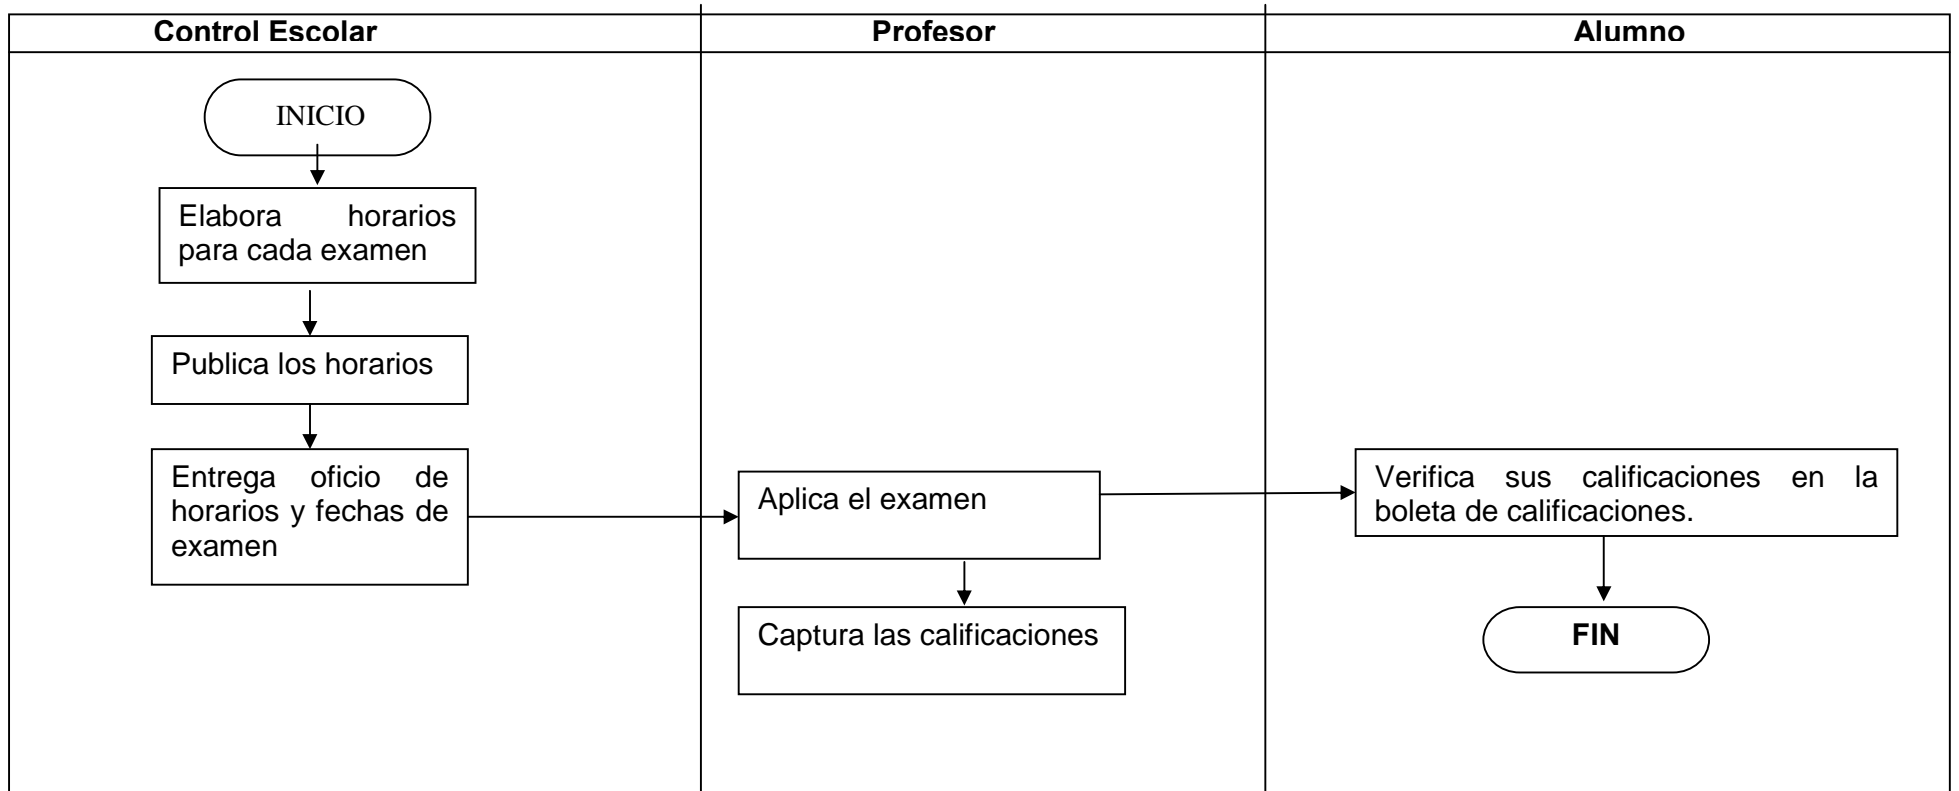 Control Escolar
Profesor
Alumno
INICIO
Elabora horarios
para cada examen
Publica los horarios
Entrega oficio de
horarios y fechas de
examen
Aplica el examen
Captura las calificaciones
Verifica sus calificaciones en la
boleta de calificaciones.
FIN